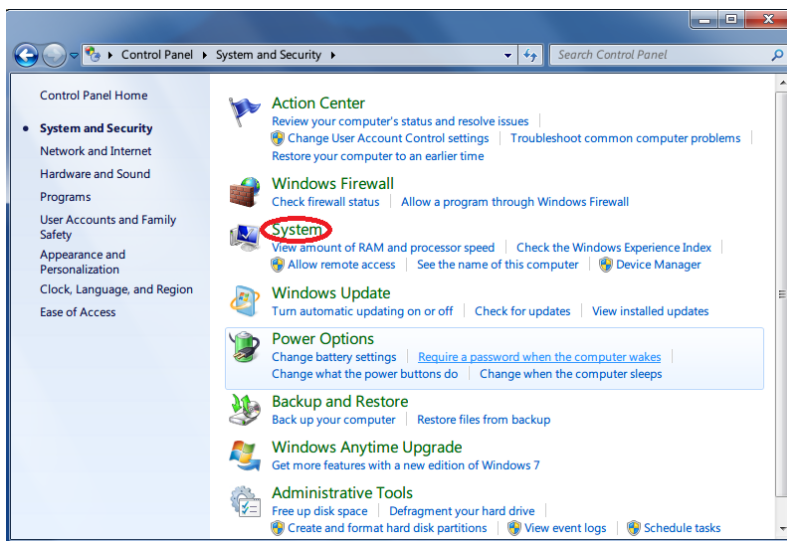 Control Panel System and Security Search Control Panel
Control Panel Home
System and Security
Network and Internet
Hardware and Sound
Programs
User Accounts and Family
Safety
Appearance and
Personalization
Clock, Language, and Region
Ease of Access
Action Center
Review your computer's status and resolve issues
Change User Account Control settings Troubleshoot common computer problems
Restore your computer to an earlier time
Windows Firewall
Check firewall status Allow a program through Windows Firewall
System
View amount of RAM and processor speed Check the Windows Experience Index
Allow remote access See the name of this computer Device Manager
Windows Update
Turn automatic updating on or off Check for updates View installed updates
Power Options
Change battery settings Require a password when the computer wakes
Change what the power buttons do Change when the computer sleeps
Backup and Restore
Back up your computer Restore files from backup
Windows Anytime Upgrade
Get more features with a new edition of Windows 7
Administrative Tools
Free up disk space Defragment your hard drive
Create and format hard disk partitions View event logs Schedule tasks